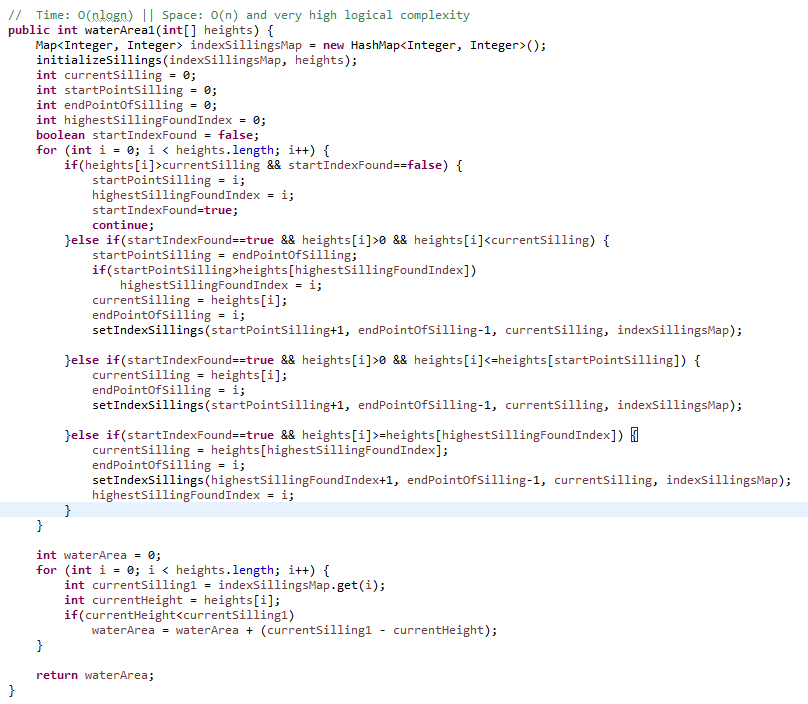 //  Time: O(nlogn) || Space: O(n) and very high logical complexity
public int waterArea1(int[] heights) {
    Map<Integer, Integer> indexSillingsMap = new HashMap<Integer, Integer>();
    initializeSillings(indexSillingsMap, heights);
    int currentSilling = 0;
    int startPointSilling = 0;
    int endPointOfSilling = 0;
    int highestSillingFoundIndex = 0;
    boolean startIndexFound = false;
    for (int i = 0; i < heights.length; i++) {
        if(heights[i]>currentSilling && startIndexFound==false) {
            startPointSilling = i;
            highestSillingFoundIndex = i;
            startIndexFound=true;
            continue;
        }else if(startIndexFound==true && heights[i]>0 && heights[i]<currentSilling) {
            startPointSilling = endPointOfSilling;
            if(startPointSilling>heights[highestSillingFoundIndex])
                highestSillingFoundIndex = i;
            currentSilling = heights[i];
            endPointOfSilling = i;
            setIndexSillings(startPointSilling+1, endPointOfSilling-1, currentSilling, indexSillingsMap);

        }else if(startIndexFound==true && heights[i]>0 && heights[i]<=heights[startPointSilling]) {
            currentSilling = heights[i];
            endPointOfSilling = i;
            setIndexSillings(startPointSilling+1, endPointOfSilling-1, currentSilling, indexSillingsMap);

        }else if(startIndexFound==true && heights[i]>=heights[highestSillingFoundIndex]) {
            currentSilling = heights[highestSillingFoundIndex];
            endPointOfSilling = i;
            setIndexSillings(highestSillingFoundIndex+1, endPointOfSilling-1, currentSilling, indexSillingsMap);
            highestSillingFoundIndex = i;
        }
    }

    int waterArea = 0;
    for (int i = 0; i < heights.length; i++) {
        int currentSilling1 = indexSillingsMap.get(i);
        int currentHeight = heights[i];
        if(currentHeight<currentSilling1)
            waterArea = waterArea + (currentSilling1 - currentHeight);
    }

    return waterArea;
}